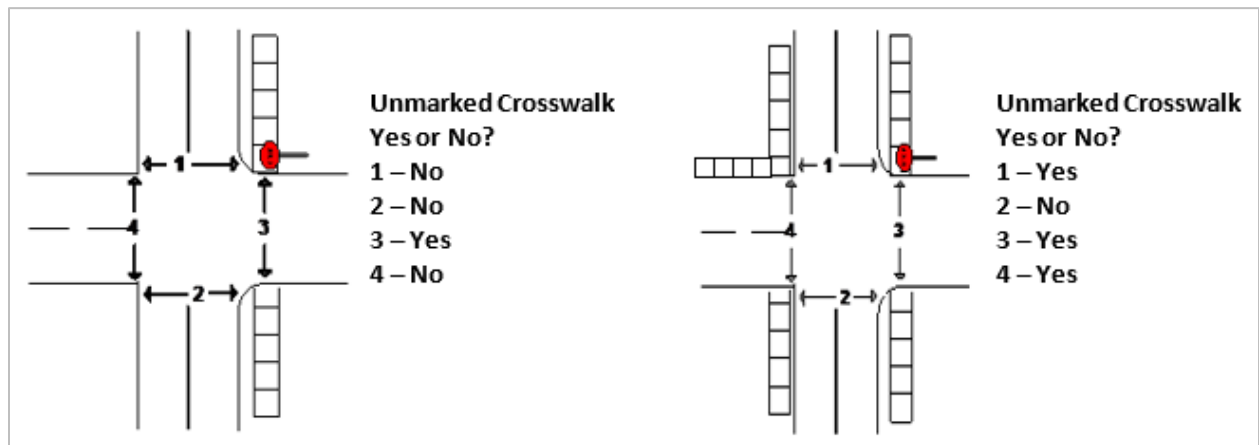 1
3
4
2
Unmarked Crosswalk
Yes or No?
1 – No
2 – No
3 – Yes
4 – No
1
3
4
2
Unmarked Crosswalk
Yes or No?
1 – Yes
2 – No
3 – Yes
4 – Yes